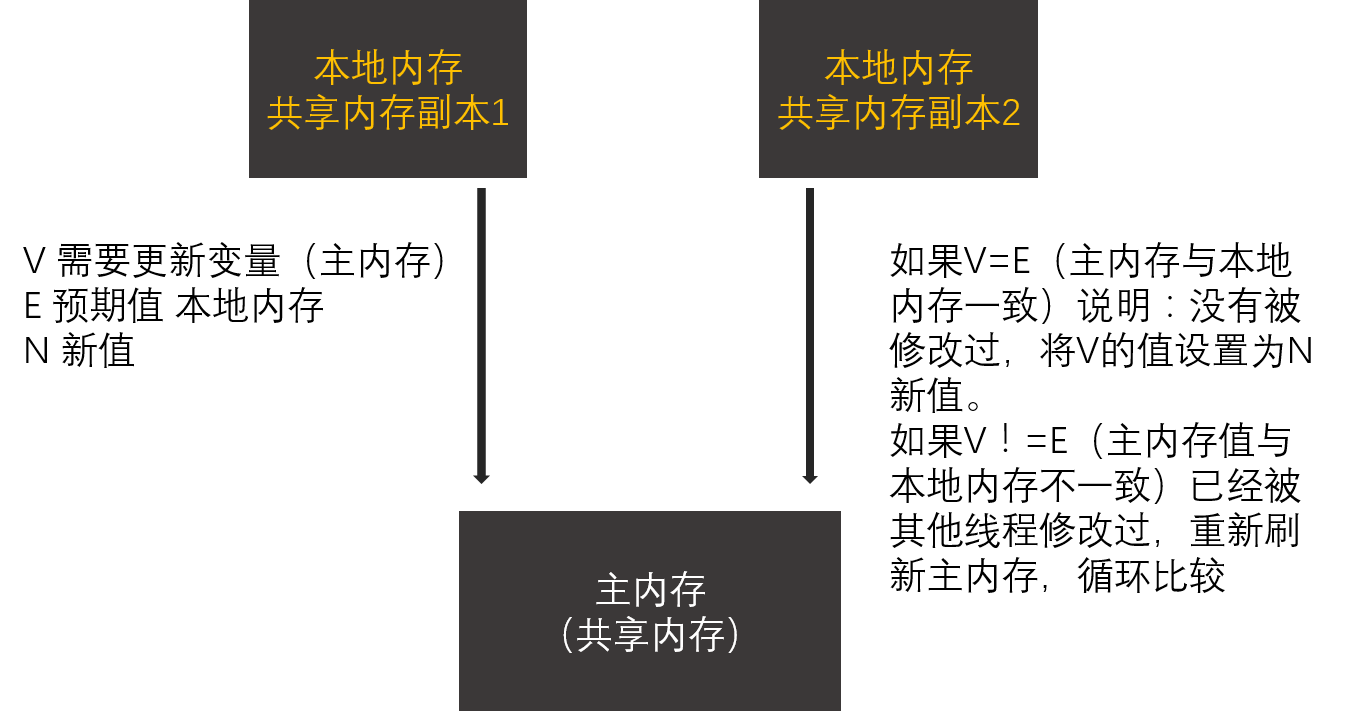 本地内存
共享内存副本1
本地内存
共享内存副本2
V 需要更新变量（主内存）
E 预期值 本地内存
N 新值
如果V=E（主内存与本地
内存一致）说明：没有被
修改过，将V的值设置为N
新值。
如果V！=E（主内存值与
本地内存不一致）已经被
其他线程修改过，重新刷
新主内存，循环比较
主内存
（共享内存）